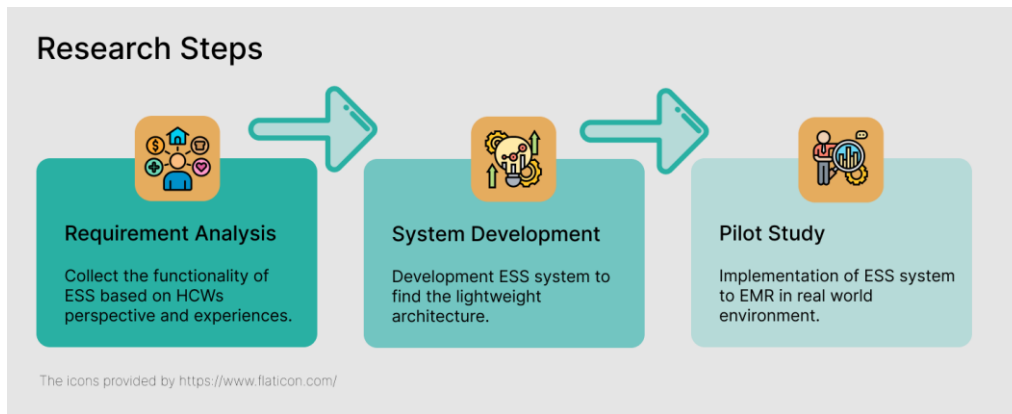 Research Steps
Requirement Analysis
Collect the functionality of
ESS based on HCWs
perspective and experiences.
System Development
Development ESS system to
find the lightweight
architecture.
Pilot Study
Implementation of ESS system
to EMR in real world
environment.
The icons provided by https://www.flaticon.com/